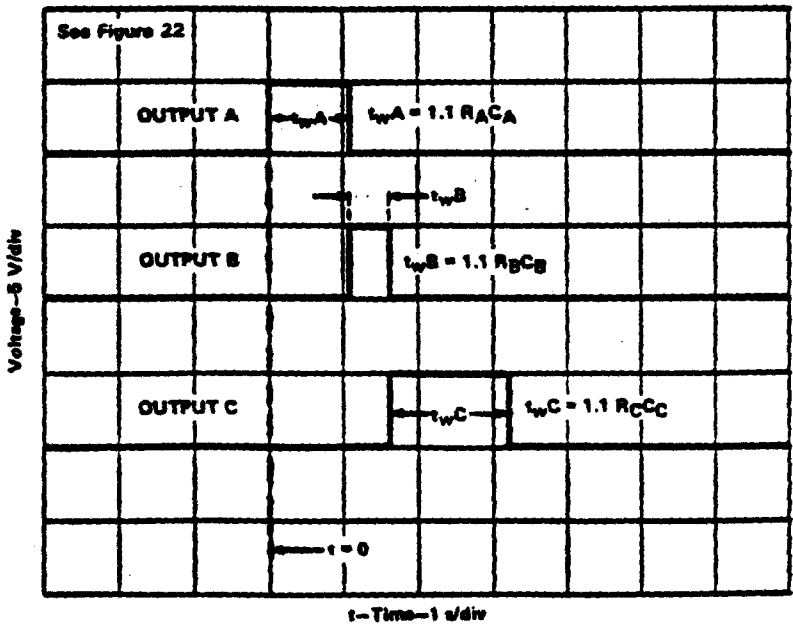 See Figure 22
OUTPUT A
twA
twA = 1.1 RACA
twB
OUTPUT B
twB = 1.1 RBCB
OUTPUT C
twC
twC = 1.1 RCCC
t = 0
Voltage–5 V/div
t–Time–1 s/div